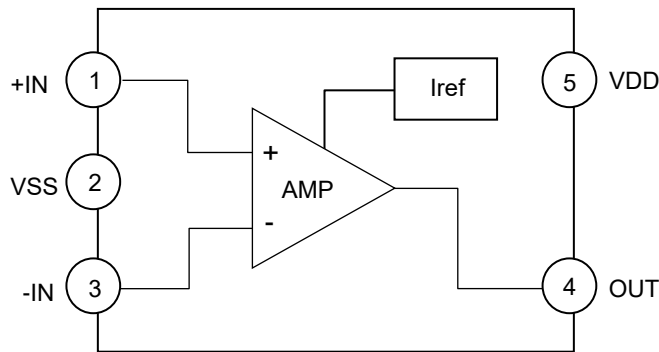 +IN 1
Iref
5 VDD
VSS 2
+
AMP
-
-IN 3
4 OUT